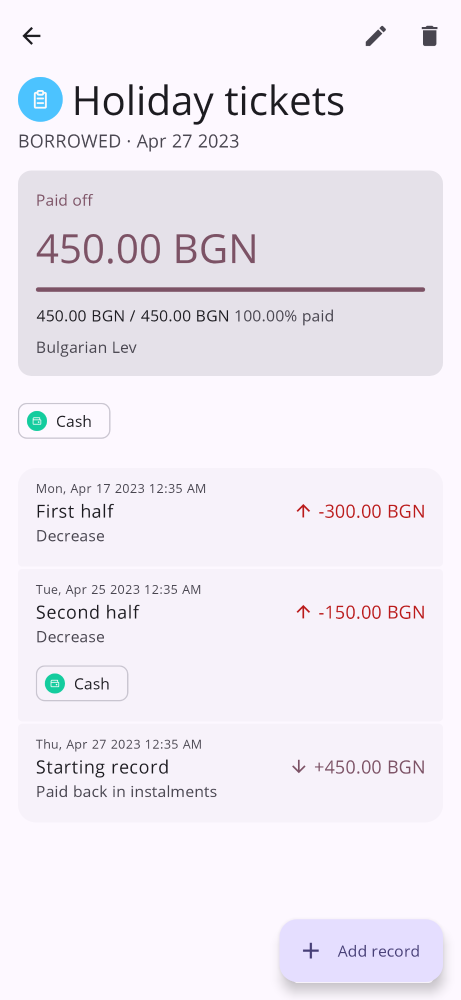 Holiday tickets
BORROWED · Apr 27 2023
Paid off
450.00 BGN
450.00 BGN / 450.00 BGN 100.00% paid
Bulgarian Lev
Cash
Mon, Apr 17 2023 12:35 AM
First half -300.00 BGN
Decrease
Tue, Apr 25 2023 12:35 AM
Second half -150.00 BGN
Decrease
Cash
Thu, Apr 27 2023 12:35 AM
Starting record +450.00 BGN
Paid back in instalments
Add record